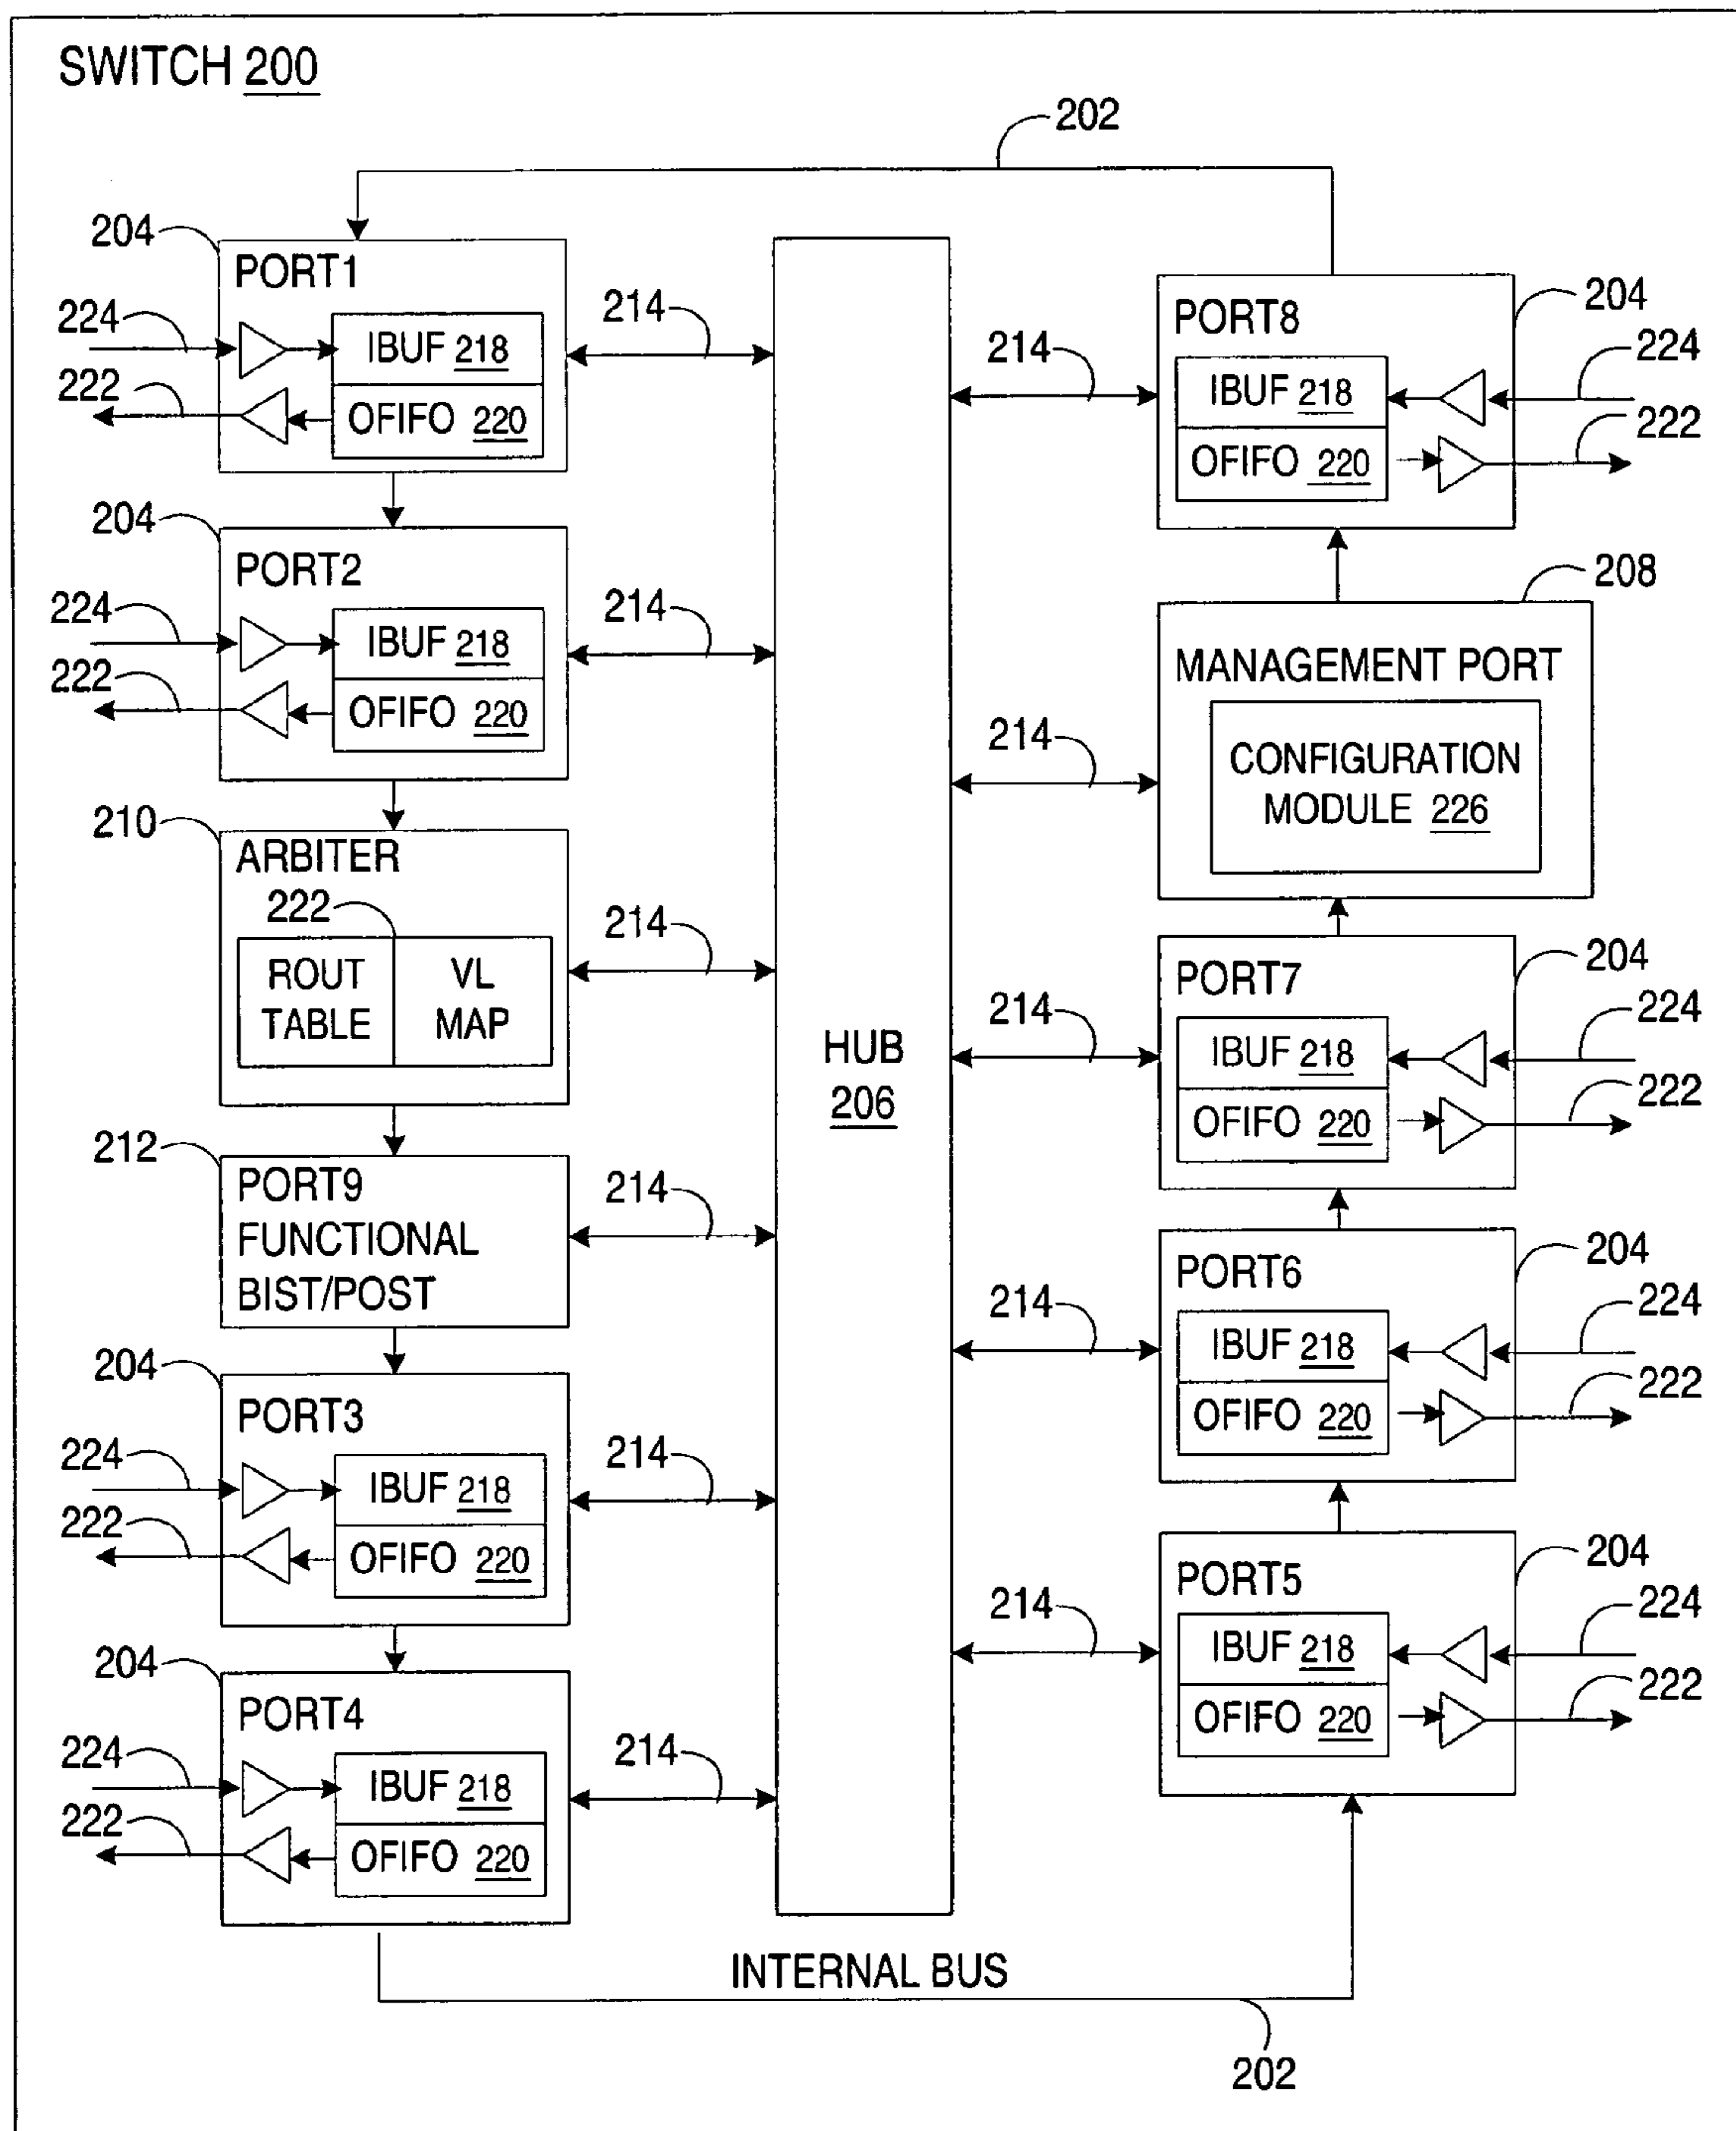 SWITCH 200
202
204
PORT1
224
222
IBUF 218
OFIFO 220
214
204
PORT2
224
222
IBUF 218
OFIFO 220
214
210
ARBITER
222
ROUT
TABLE
VL
MAP
214
212
PORT9
FUNCTIONAL
BIST/POST
214
204
PORT3
224
222
IBUF 218
OFIFO 220
214
204
PORT4
224
222
IBUF 218
OFIFO 220
214
HUB
206
214
PORT8
204
IBUF 218
OFIFO 220
224
222
208
MANAGEMENT PORT
CONFIGURATION
MODULE 226
214
PORT7
204
214
IBUF 218
OFIFO 220
224
222
PORT6
204
214
IBUF 218
OFIFO 220
224
222
PORT5
204
214
IBUF 218
OFIFO 220
224
222
INTERNAL BUS
202